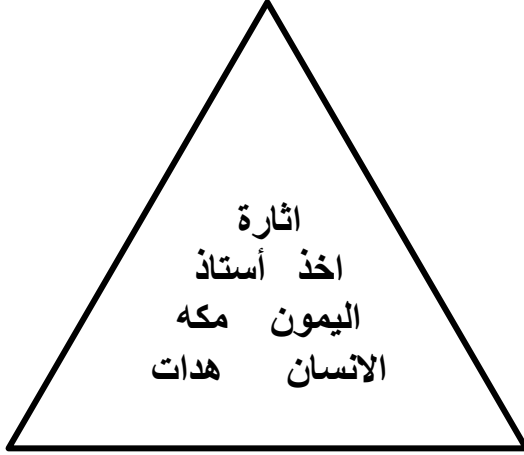 اثارة
اخذ أستاذ
اليمون مكه
الانسان هدات